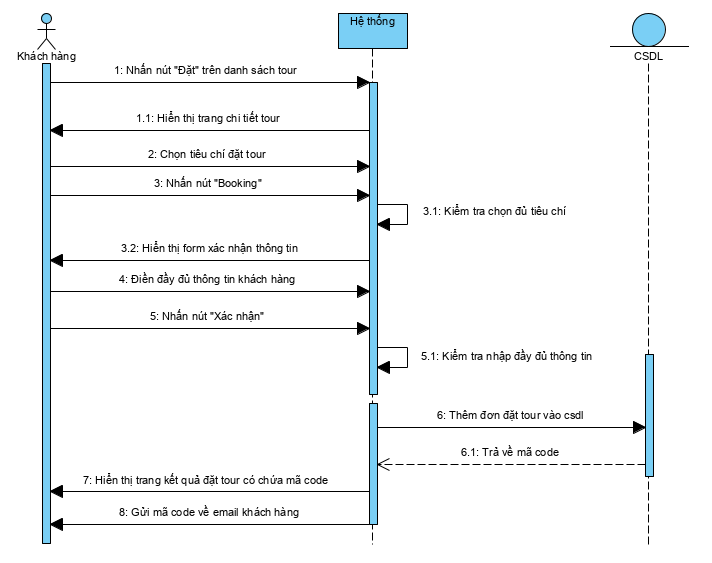 Khách hàng
Hệ thống
CSDL
1: Nhấn nút "Đặt" trên danh sách tour
1.1: Hiển thị trang chi tiết tour
2: Chọn tiêu chí đặt tour
3: Nhấn nút "Booking"
3.1: Kiểm tra chọn đủ tiêu chí
3.2: Hiển thị form xác nhận thông tin
4: Điền đầy đủ thông tin khách hàng
5: Nhấn nút "Xác nhận"
5.1: Kiểm tra nhập đầy đủ thông tin
6: Thêm đơn đặt tour vào csdl
6.1: Trả về mã code
7: Hiển thị trang kết quả đặt tour có chứa mã code
8: Gửi mã code về email khách hàng